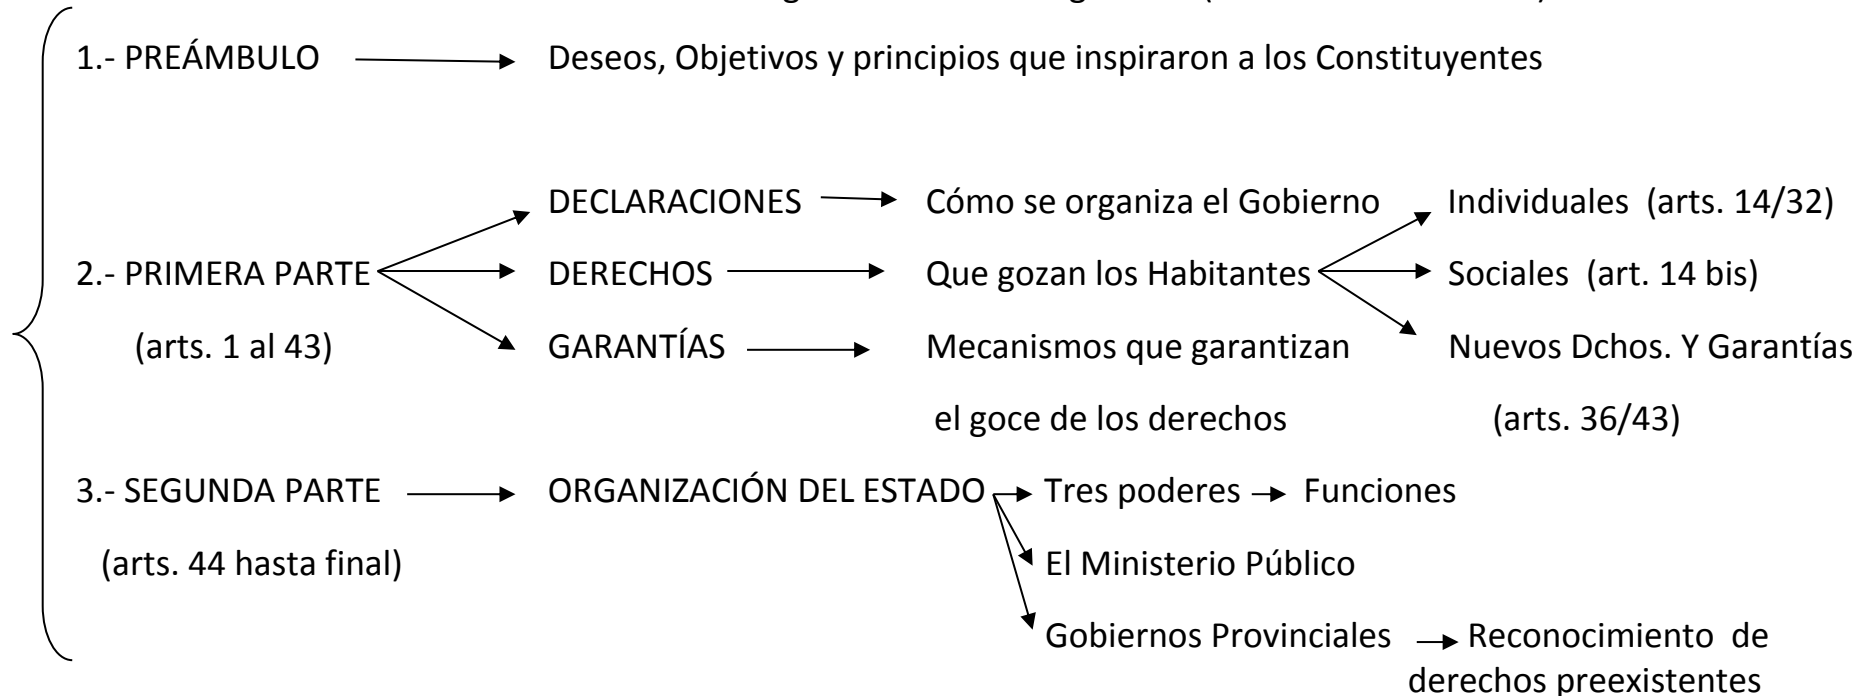 1.- PREÁMBULO Deseos, Objetivos y principios que inspiraron a los Constituyentes
DECLARACIONES Cómo se organiza el Gobierno Individuales (arts. 14/32)
2.- PRIMERA PARTE DERECHOS Que gozan los Habitantes Sociales (art. 14 bis)
(arts. 1 al 43) GARANTÍAS Mecanismos que garantizan Nuevos Dchos. Y Garantías
el goce de los derechos (arts. 36/43)
3.- SEGUNDA PARTE ORGANIZACIÓN DEL ESTADO Tres poderes Funciones
(arts. 44 hasta final) El Ministerio Público
Gobiernos Provinciales Reconocimiento de
derechos preexistentes